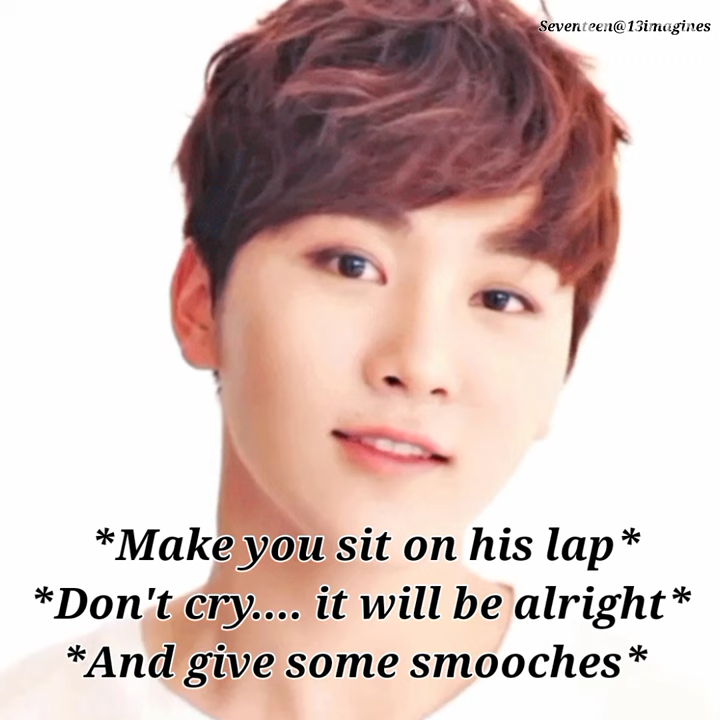 Seventeen@13imagines
*Make you sit on his lap*
*Don't cry.... it will be alright*
*And give some smooches*